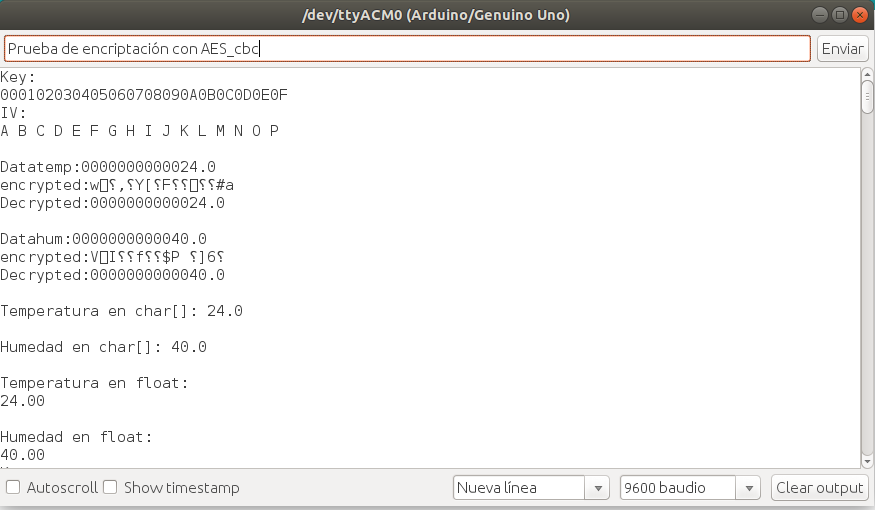 /dev/ttyACM0 (Arduino/Genuino Uno)
Prueba de encriptación con AES_cbc
Enviar
Key:
000102030405060708090A0B0C0D0E0F
IV:
A B C D E F G H I J K L M N O P
Datatemp:0000000000024.0
encrypted:w□⸮,⸮Y[⸮F⸮⸮□⸮⸮#a
Decrypted:0000000000024.0
Datahum:0000000000040.0
encrypted:V□I⸮⸮f⸮⸮$P ⸮]6⸮
Decrypted:0000000000040.0
Temperatura en char[]: 24.0
Humedad en char[]: 40.0
Temperatura en float:
24.00
Humedad en float:
40.00
Autoscroll Show timestamp Nueva línea 9600 baudio Clear output